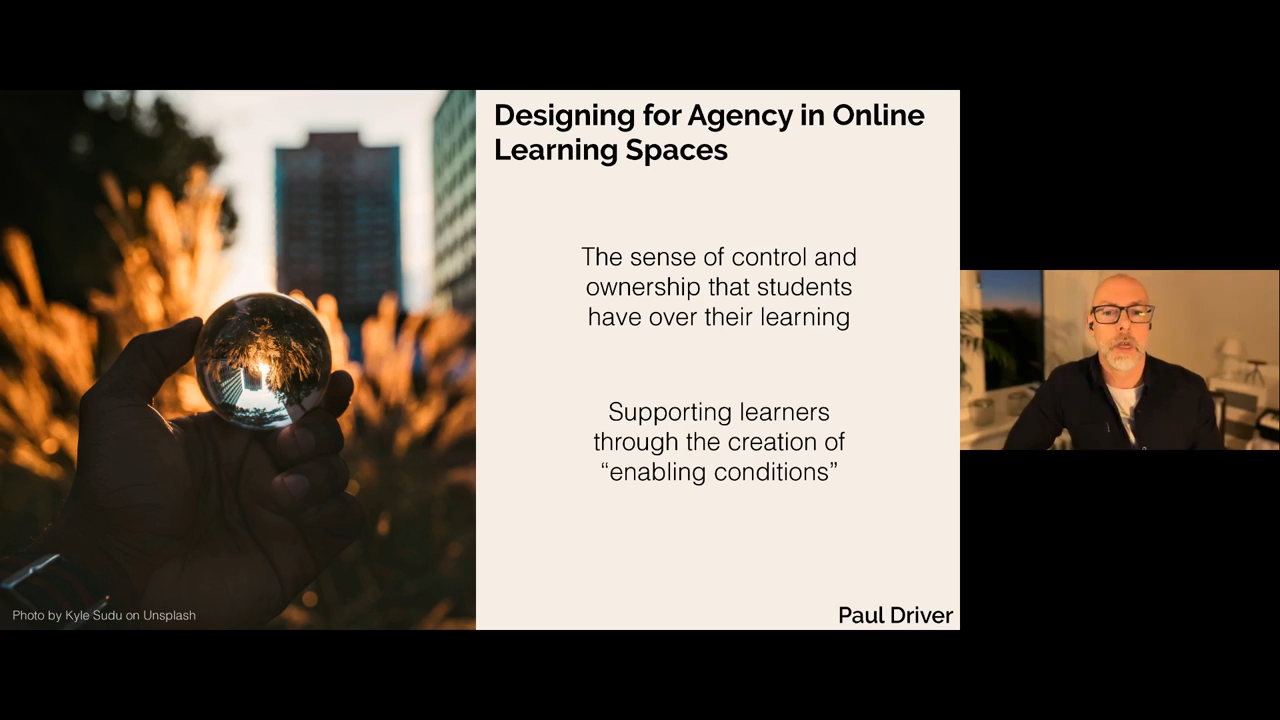 Designing for Agency in Online
Learning Spaces
The sense of control and
ownership that students
have over their learning
Supporting learners
through the creation of
“enabling conditions”
Photo by Kyle Sudu on Unsplash
Paul Driver